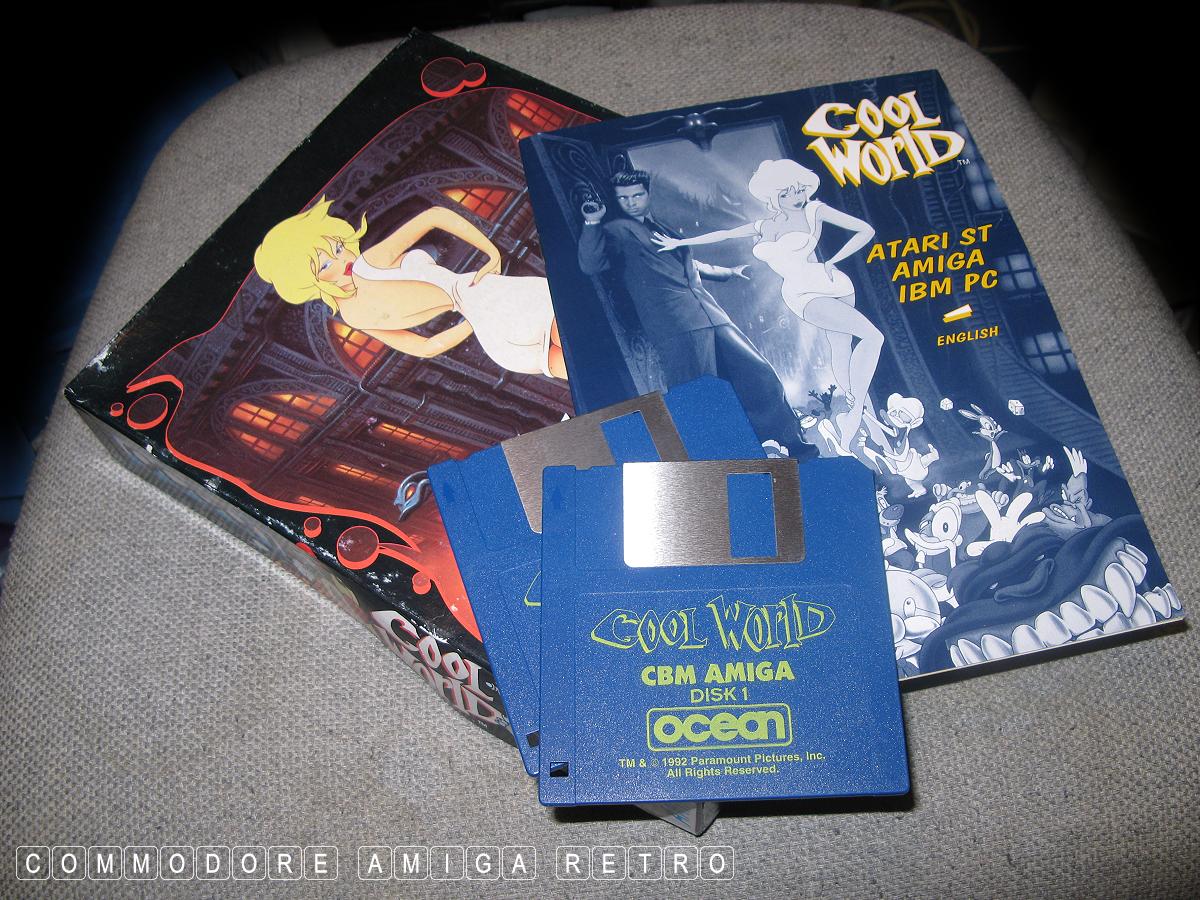 COOL
WORLD
TM
ATARI ST
AMIGA
IBM PC
ENGLISH
COOL
WORLD
COOL WORLD
CBM AMIGA
DISK 1
ocean
TM & © 1992 Paramount Pictures, Inc.
All Rights Reserved.
COMMODORE AMIGA RETRO